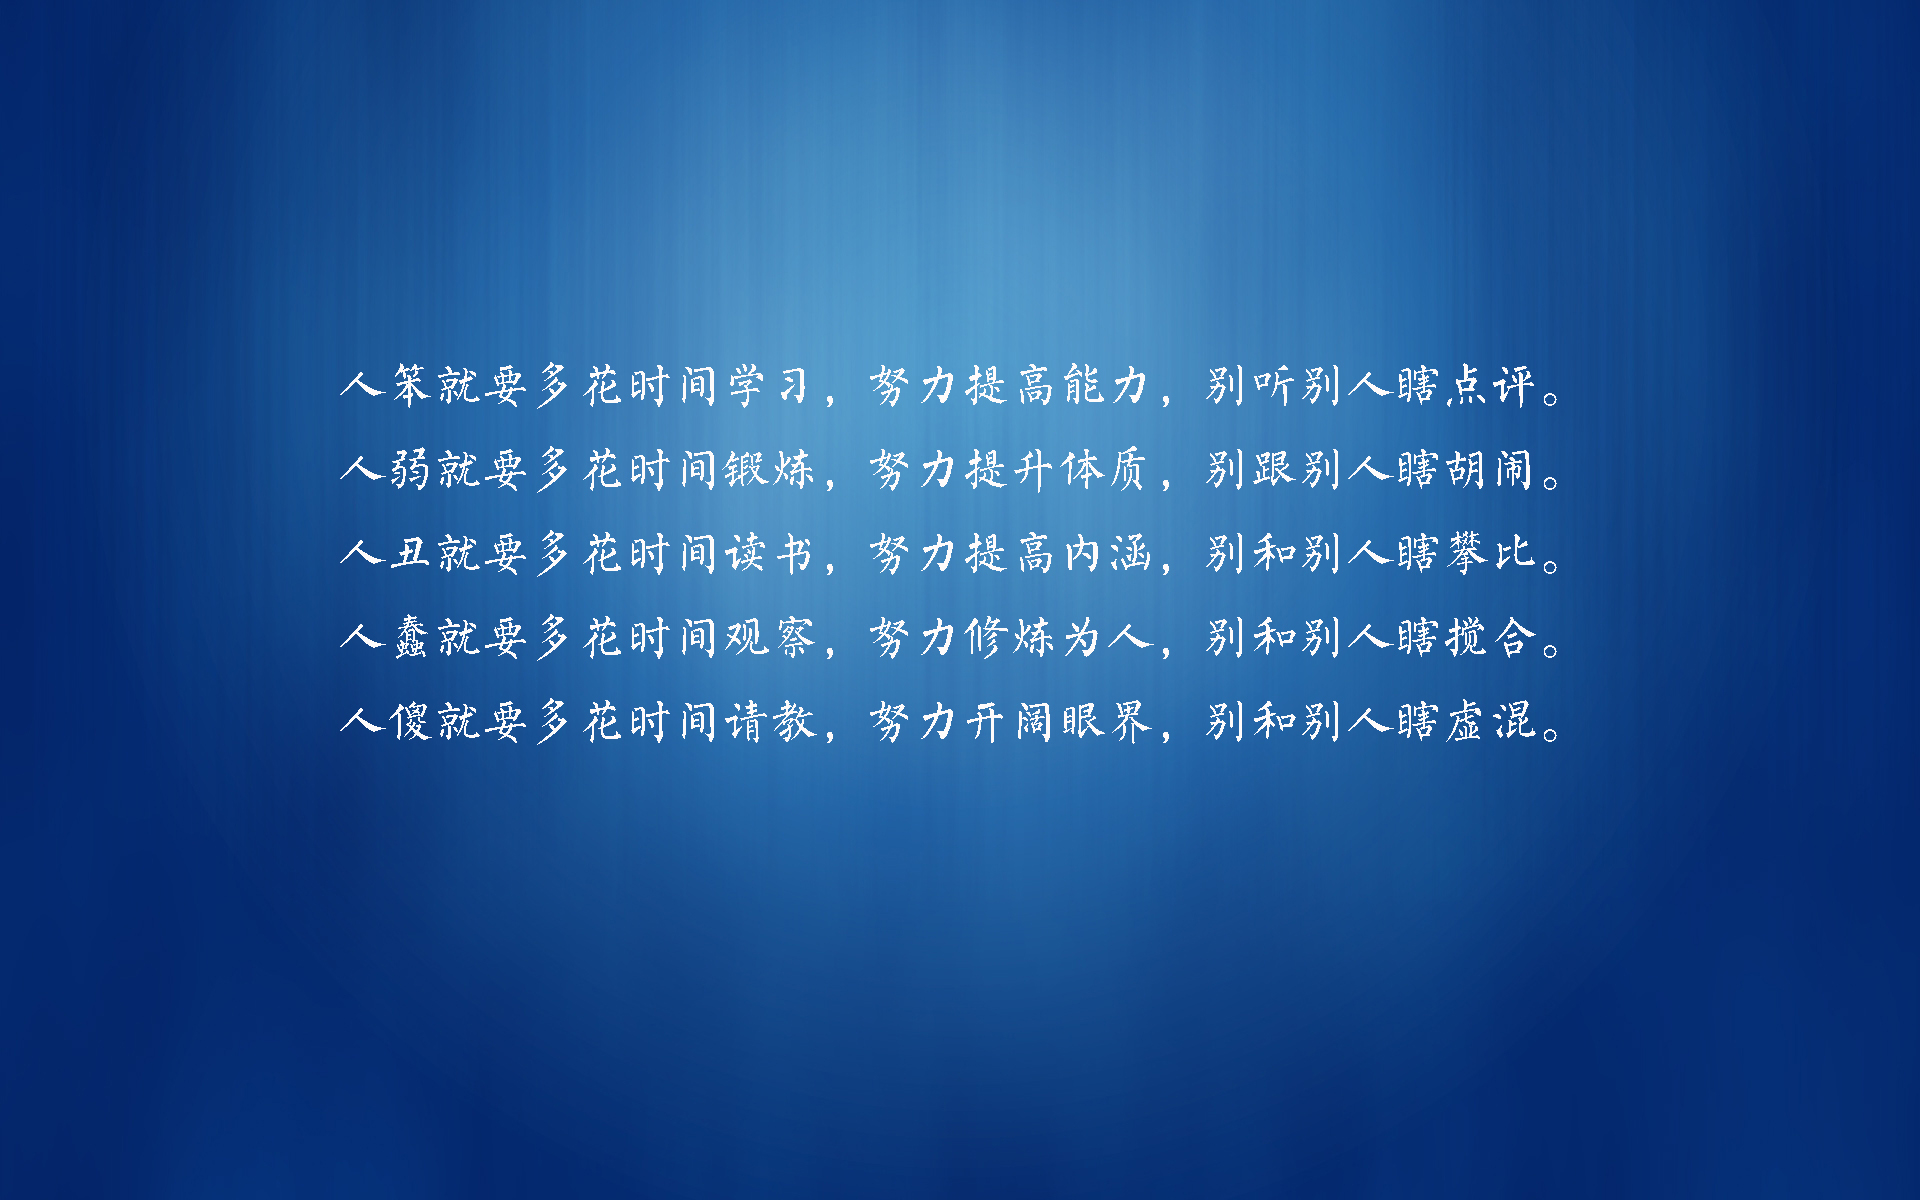 人笨就要多花时间学习，努力提高能力，别听别人瞎点评。
人弱就要多花时间锻炼，努力提升体质，别跟别人瞎胡闹。
人丑就要多花时间读书，努力提高内涵，别和别人瞎攀比。
人蠢就要多花时间观察，努力修炼为人，别和别人瞎搅合。
人傻就要多花时间请教，努力开阔眼界，别和别人瞎虚混。